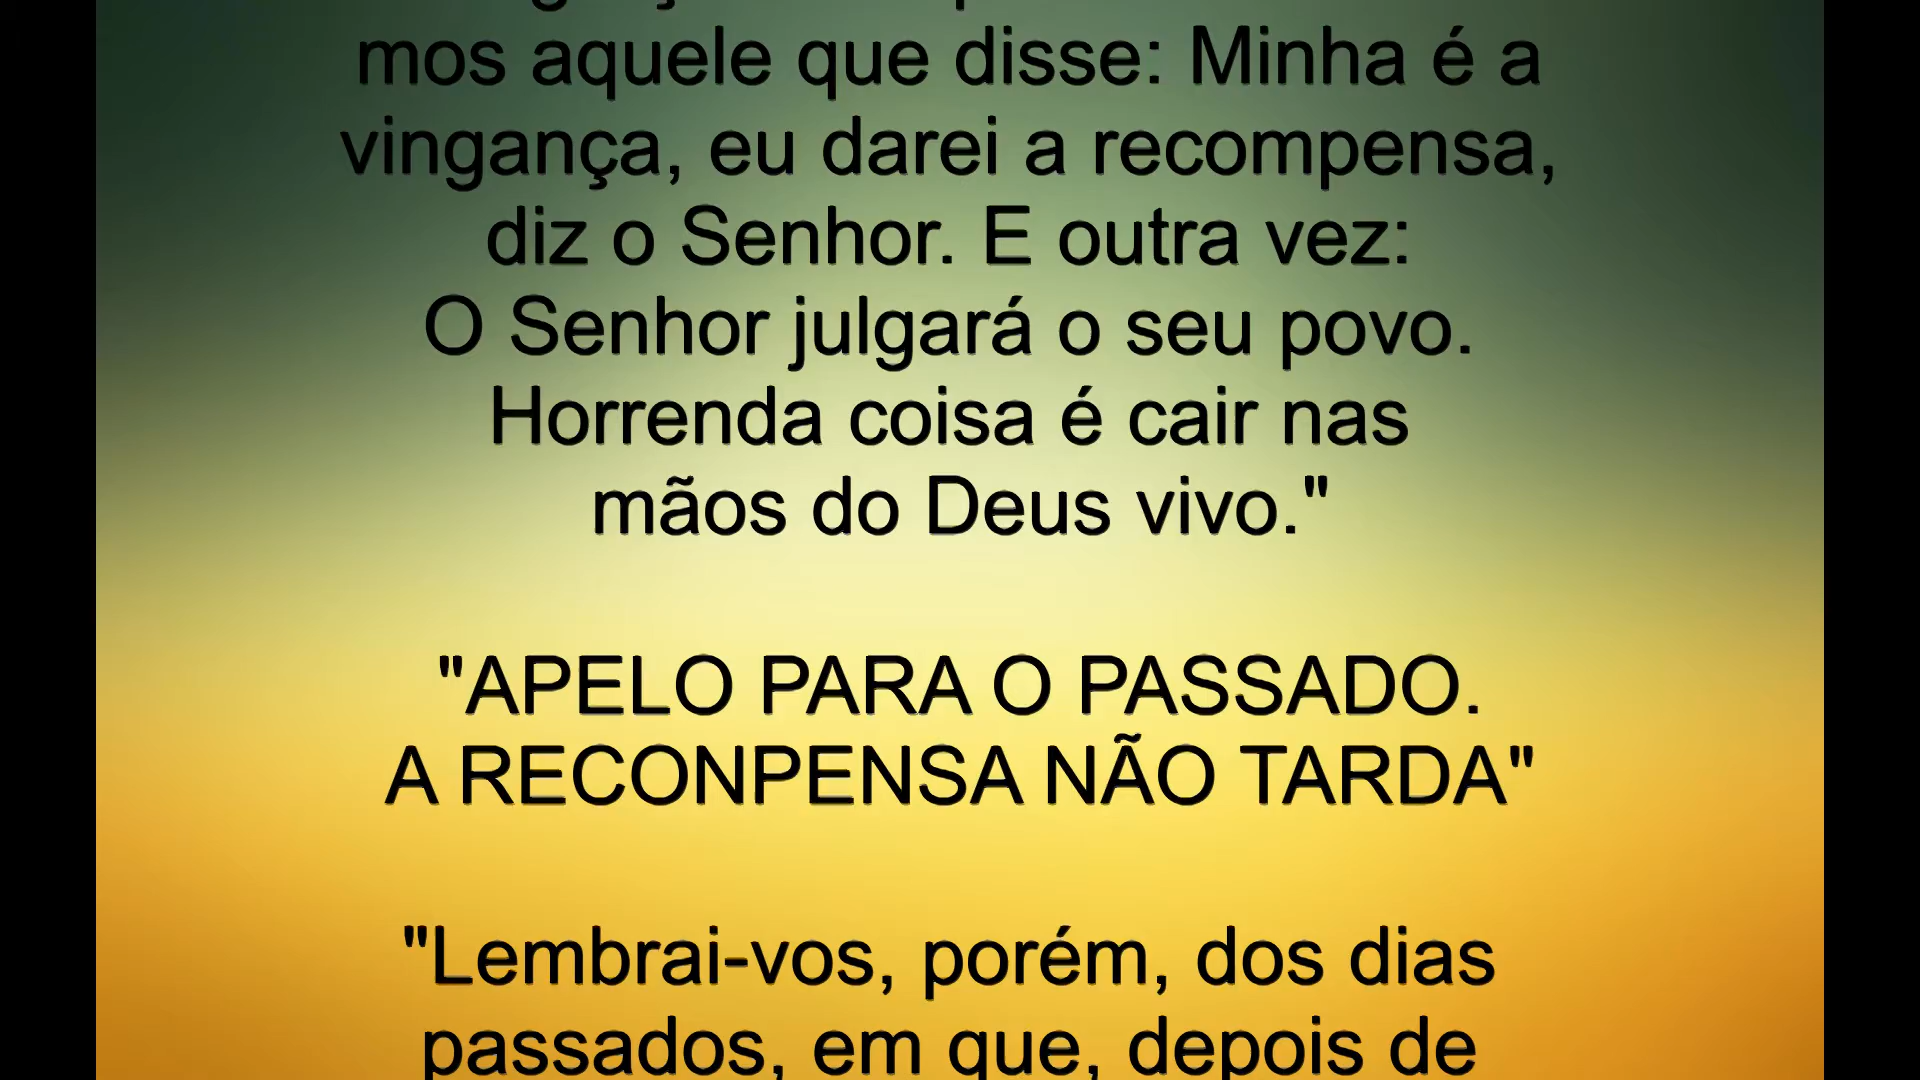 mos aquele que disse: Minha é a
vingança, eu darei a recompensa,
diz o Senhor. E outra vez:
O Senhor julgará o seu povo.
Horrenda coisa é cair nas
mãos do Deus vivo."
"APELO PARA O PASSADO.
A RECONPENSA NÃO TARDA"
"Lembrai-vos, porém, dos dias
passados, em que, depois de